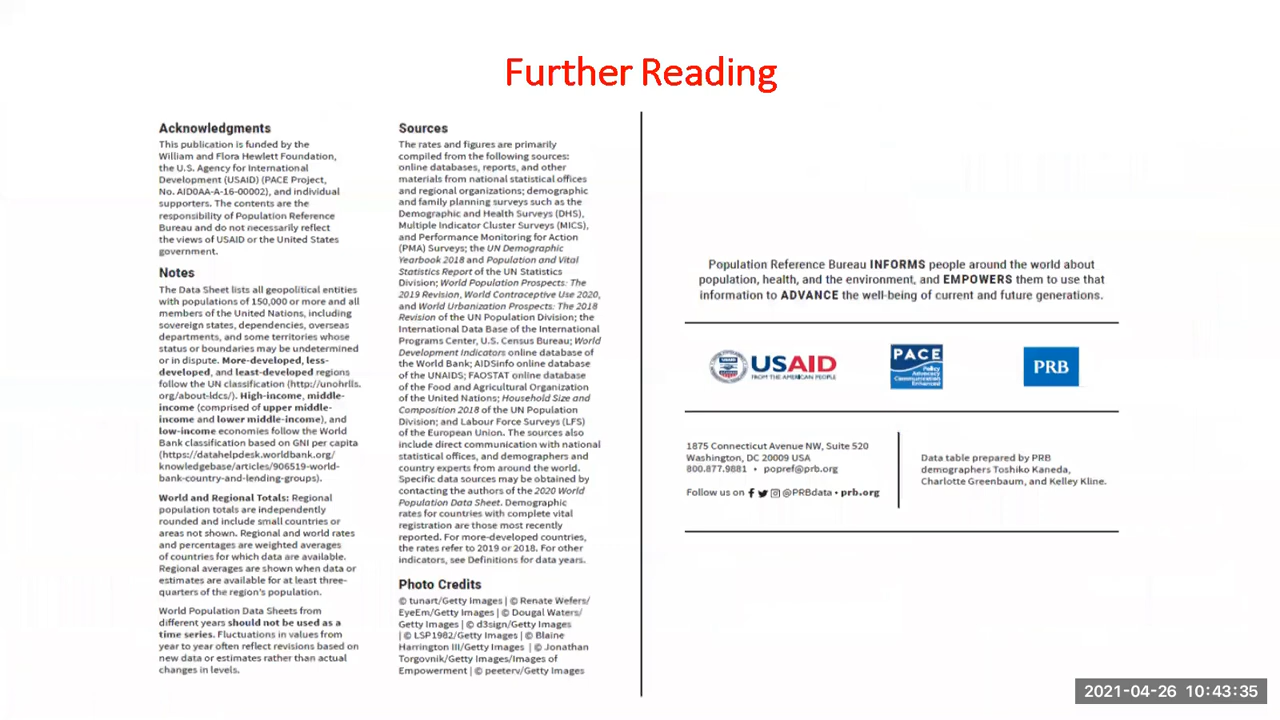 Further Reading
Acknowledgments
This publication is funded by the
William and Flora Hewlett Foundation,
the U.S. Agency for International
Development (USAID) (PACE Project,
No. AID0AA-A-16-00002), and individual
supporters. The contents are the
responsibility of Population Reference
Bureau and do not necessarily reflect
the views of USAID or the United States
government.
Notes
The Data Sheet lists all geopolitical entities
with populations of 150,000 or more and all
members of the United Nations, including
sovereign states, dependencies, overseas
departments, and some territories whose
status or boundaries may be undetermined
or in dispute. More-developed, less-
developed, and least-developed regions
follow the UN classification (http://unohrlls.
org/about-ldcs/). High-income, middle-
income (comprised of upper middle-
income and lower middle-income), and
low-income economies follow the World
Bank classification based on GNI per capita
(https://datahelpdesk.worldbank.org/
knowledgebase/articles/906519-world-
bank-country-and-lending-groups).
World and Regional Totals: Regional
population totals are independently
rounded and include small countries or
areas not shown. Regional and world rates
and percentages are weighted averages
of countries for which data are available.
Regional averages are shown when data or
estimates are available for at least three-
quarters of the region's population.
World Population Data Sheets from
different years should not be used as a
time series. Fluctuations in values from
year to year often reflect revisions based on
new data or estimates rather than actual
changes in levels.
Sources
The rates and figures are primarily
compiled from the following sources:
online databases, reports, and other
materials from national statistical offices
and regional organizations; demographic
and family planning surveys such as the
Demographic and Health Surveys (DHS),
Multiple Indicator Cluster Surveys (MICS),
and Performance Monitoring for Action
(PMA) Surveys; the UN Demographic
Yearbook 2018 and Population and Vital
Statistics Report of the UN Statistics
Division; World Population Prospects: The
2019 Revision, World Contraceptive Use 2020,
and World Urbanization Prospects: The 2018
Revision of the UN Population Division; the
International Data Base of the International
Programs Center, U.S. Census Bureau; World
Development Indicators online database of
the World Bank; AIDSinfo online database
of the UNAIDS; FAOSTAT online database
of the Food and Agricultural Organization
of the United Nations; Household Size and
Composition 2018 of the UN Population
Division; and Labour Force Surveys (LFS)
of the European Union. The sources also
include direct communication with national
statistical offices, and demographers and
country experts from around the world.
Specific data sources may be obtained by
contacting the authors of the 2020 World
Population Data Sheet. Demographic
rates for countries with complete vital
registration are those most recently
reported. For more-developed countries,
the rates refer to 2019 or 2018. For other
indicators, see Definitions for data years.
Photo Credits
© tunart/Getty Images | © Renate Wefers/
EyeEm/Getty Images | © Dougal Waters/
Getty Images | © d3sign/Getty Images
| © LSP1982/Getty Images | © Blaine
Harrington III/Getty Images | © Jonathan
Torgovnik/Getty Images/Images of
Empowerment | © peeterv/Getty Images
Population Reference Bureau INFORMS people around the world about
population, health, and the environment, and EMPOWERS them to use that
information to ADVANCE the well-being of current and future generations.
USAID
FROM THE AMERICAN PEOPLE
PACE
Policy
Advocacy
Communication
Enhanced
PRB
1875 Connecticut Avenue NW, Suite 520
Washington, DC 20009 USA
800.877.9881 • popref@prb.org
Follow us on @PRBdata • prb.org
Data table prepared by PRB
demographers Toshiko Kaneda,
Charlotte Greenbaum, and Kelley Kline.
2021-04-26 10:43:35